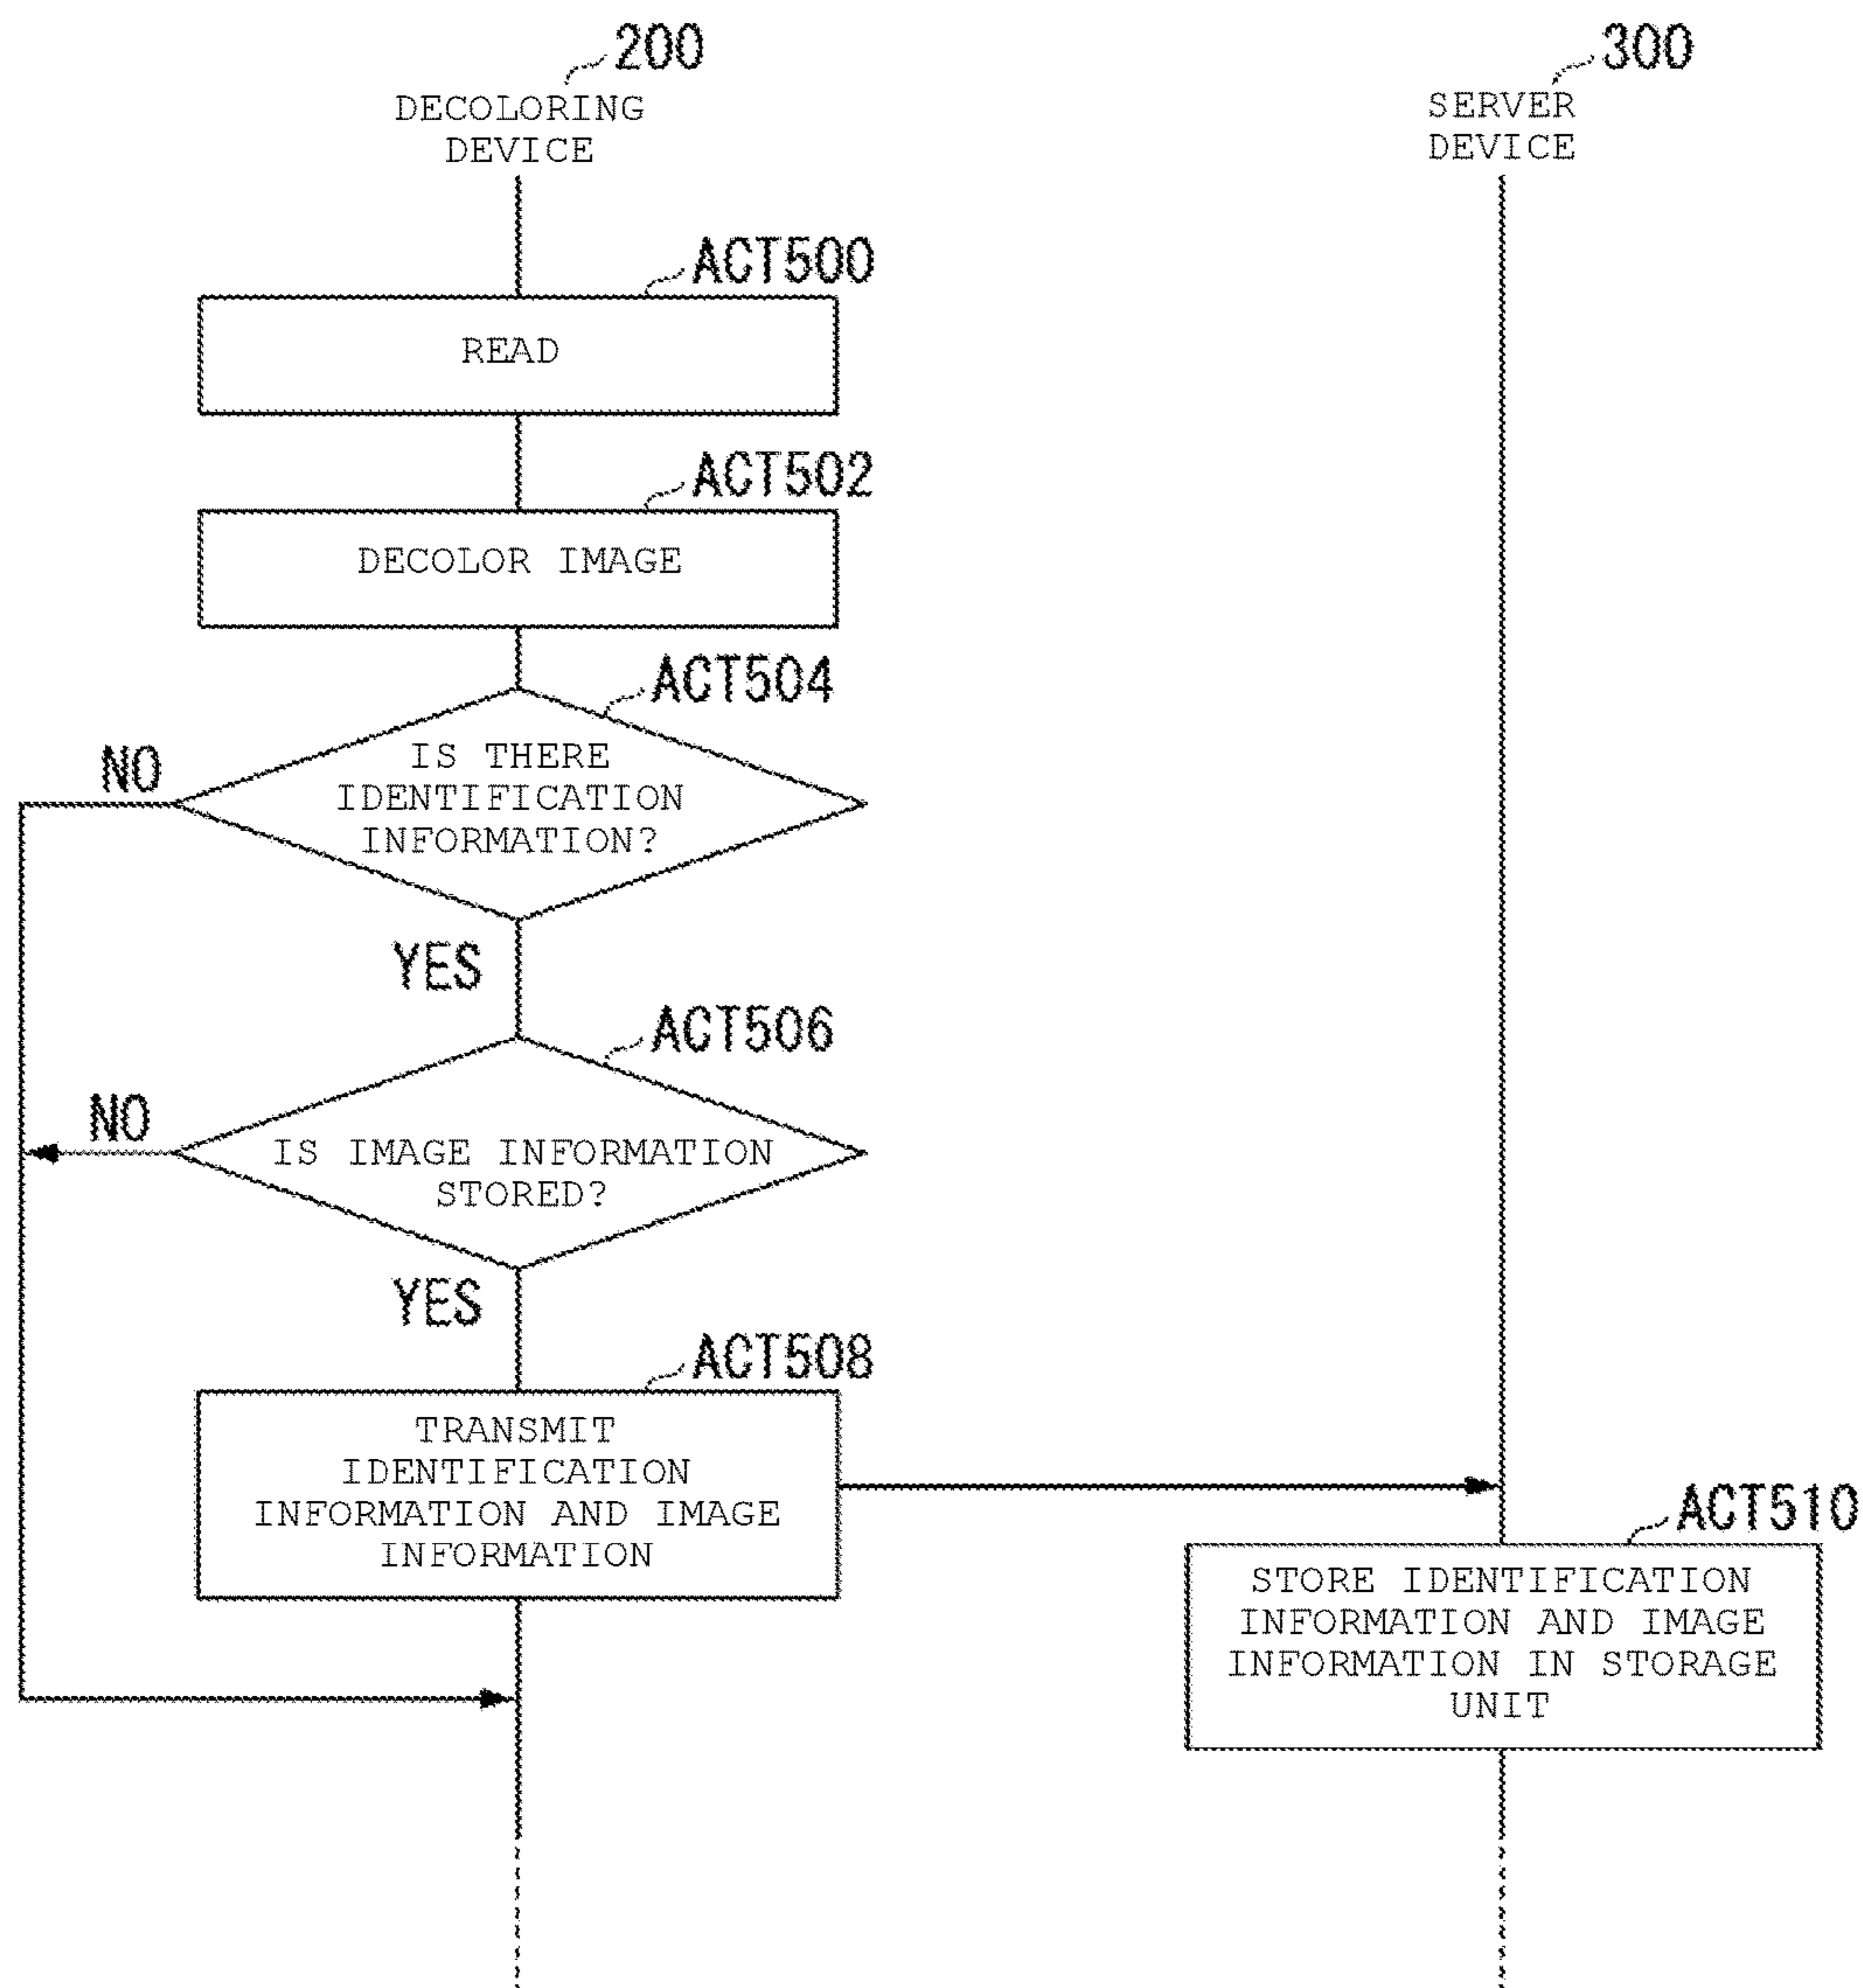 200
DECOLORING
DEVICE
300
SERVER
DEVICE
ACT500
READ
ACT502
DECOLOR IMAGE
ACT504
IS THERE
IDENTIFICATION
INFORMATION?
NO
YES
ACT506
IS IMAGE INFORMATION
STORED?
NO
YES
ACT508
TRANSMIT
IDENTIFICATION
INFORMATION AND IMAGE
INFORMATION
ACT510
STORE IDENTIFICATION
INFORMATION AND IMAGE
INFORMATION IN STORAGE
UNIT